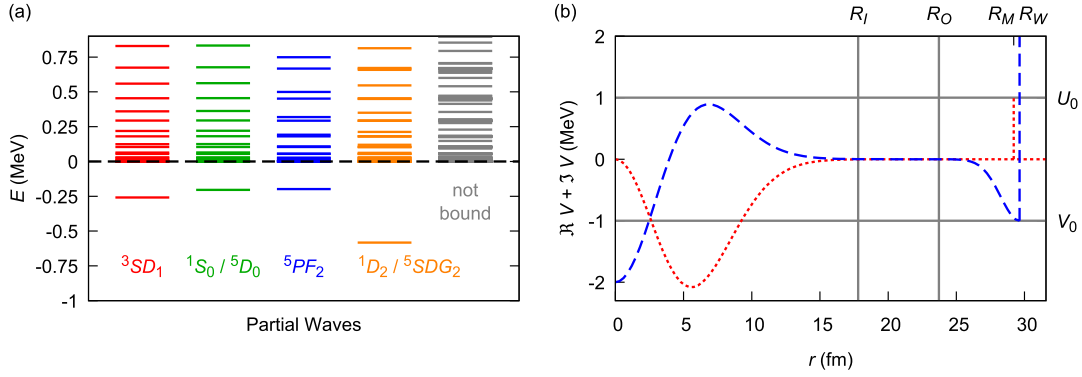 (a)
0.75
0.5
0.25
0
-0.25
-0.5
-0.75
-1
E (MeV)
not
bound
³SD₁
¹S₀ / ⁵D₀
⁵PF₂
¹D₂ / ⁵SDG₂
Partial Waves
(b)
R_I
R_O
R_M
R_W
2
1
0
-1
-2
ℜ V + ℑ V (MeV)
U₀
V₀
0
5
10
15
20
25
30
r (fm)